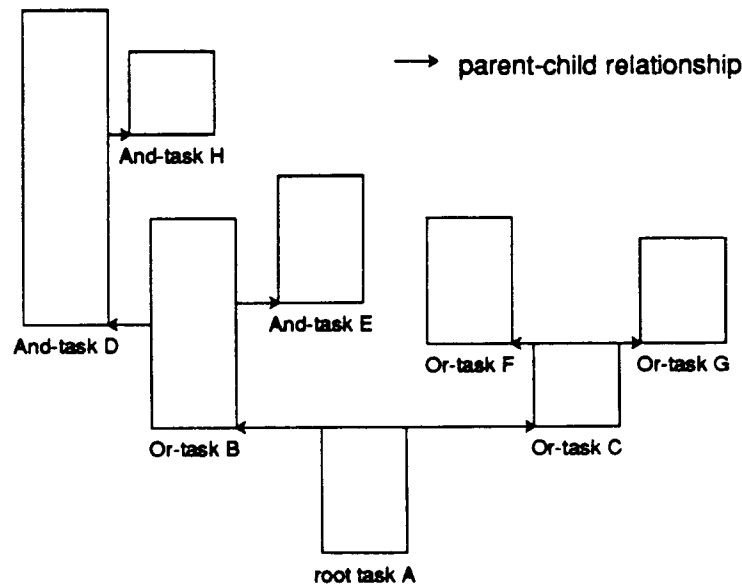 parent-child relationship
And-task H
And-task E
And-task D
Or-task F
Or-task G
Or-task B
Or-task C
root task A